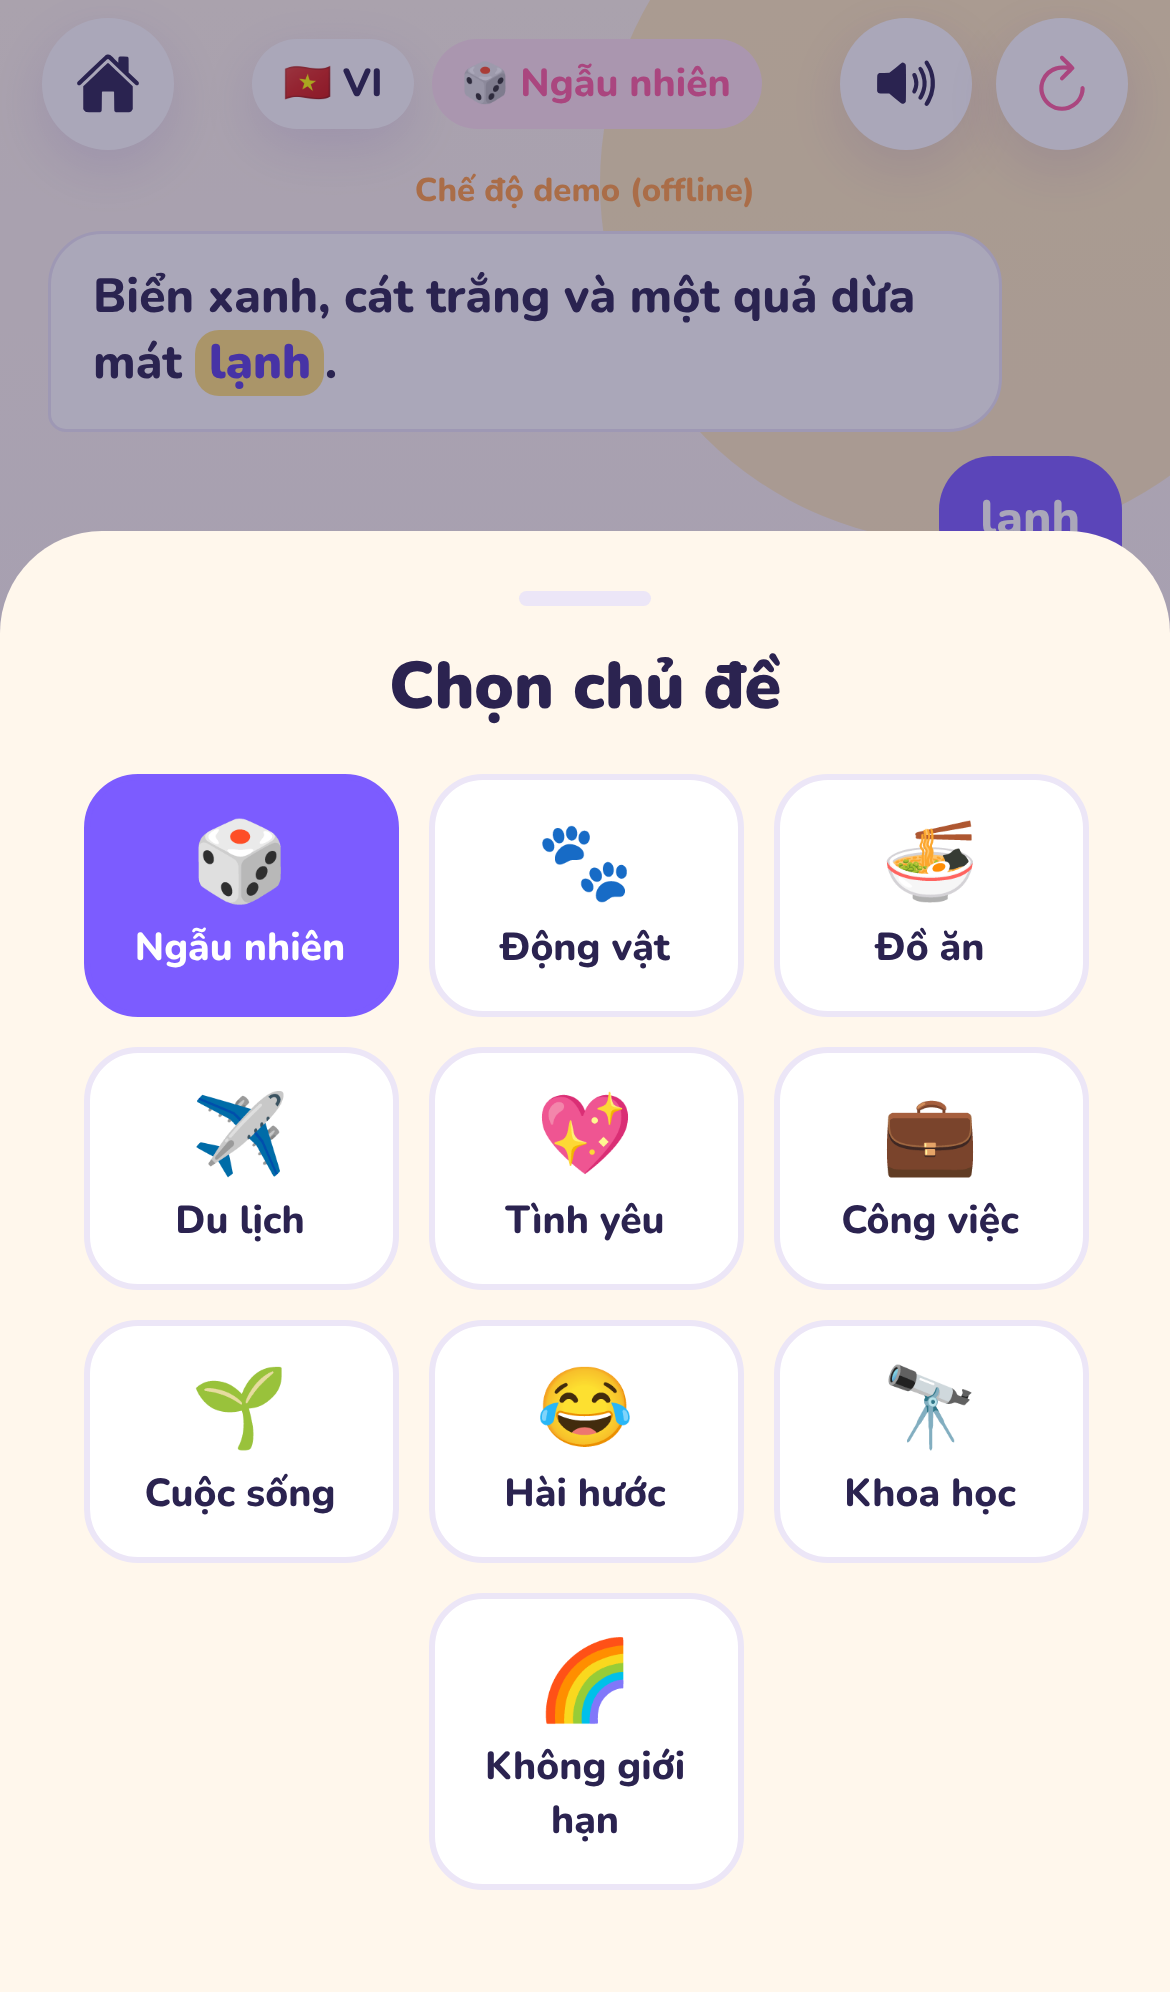 VI
Ngẫu nhiên
Chế độ demo (offline)
Biển xanh, cát trắng và một quả dừa
mát lạnh.
lạnh
Chọn chủ đề
Ngẫu nhiên
Động vật
Đồ ăn
Du lịch
Tình yêu
Công việc
Cuộc sống
Hài hước
Khoa học
Không giới
hạn